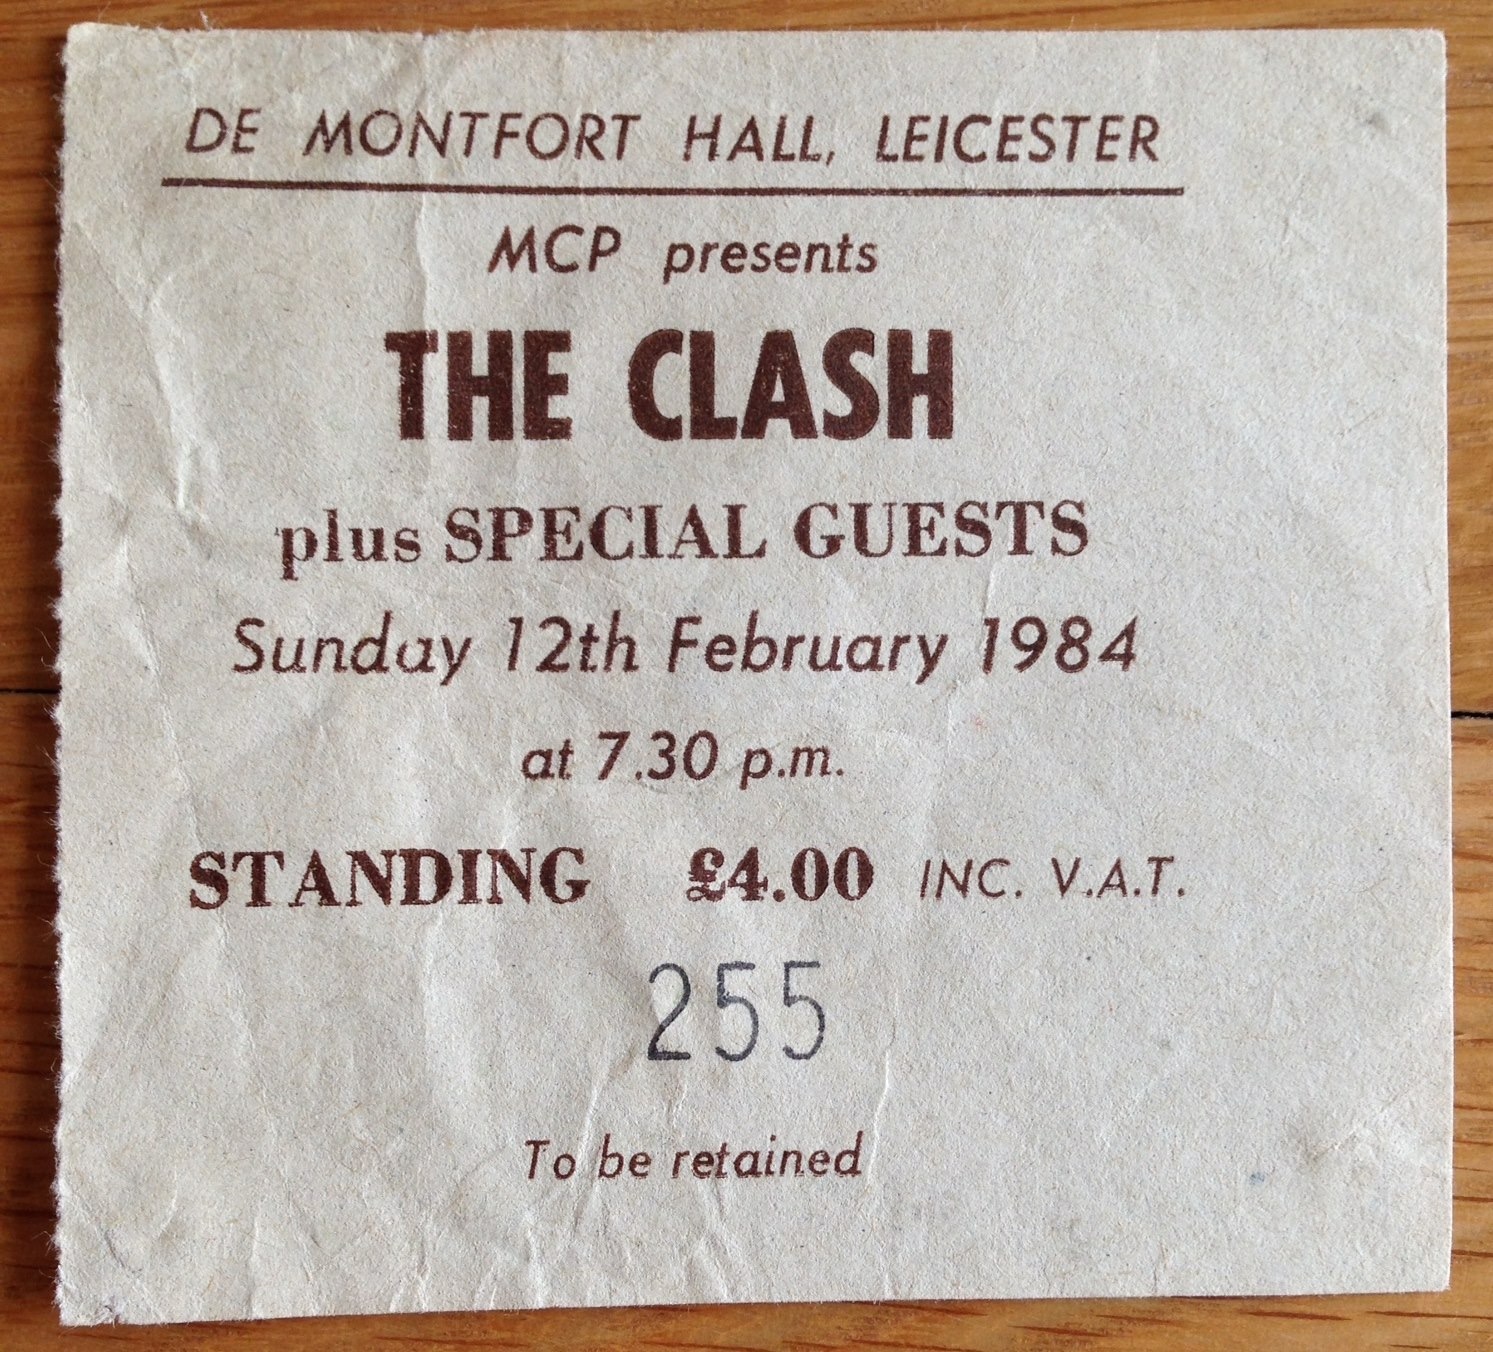 DE MONTFORT HALL, LEICESTER
MCP presents
THE CLASH
plus SPECIAL GUESTS
Sunday 12th February 1984
at 7.30 p.m.
STANDING £4.00 INC. V.A.T.
255
To be retained